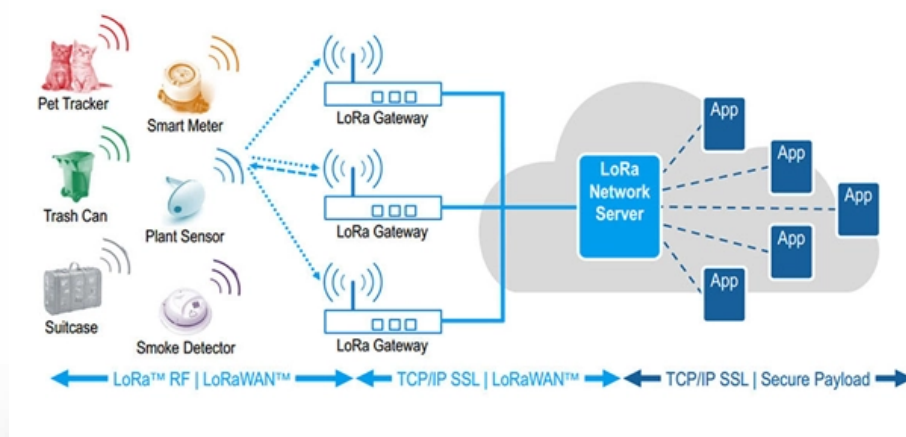 Pet Tracker
Smart Meter
Trash Can
Plant Sensor
Suitcase
Smoke Detector
LoRa Gateway
LoRa Gateway
LoRa Gateway
LoRa
Network
Server
App
App
App
App
App
LoRa™ RF | LoRaWAN™
TCP/IP SSL | LoRaWAN™
TCP/IP SSL | Secure Payload